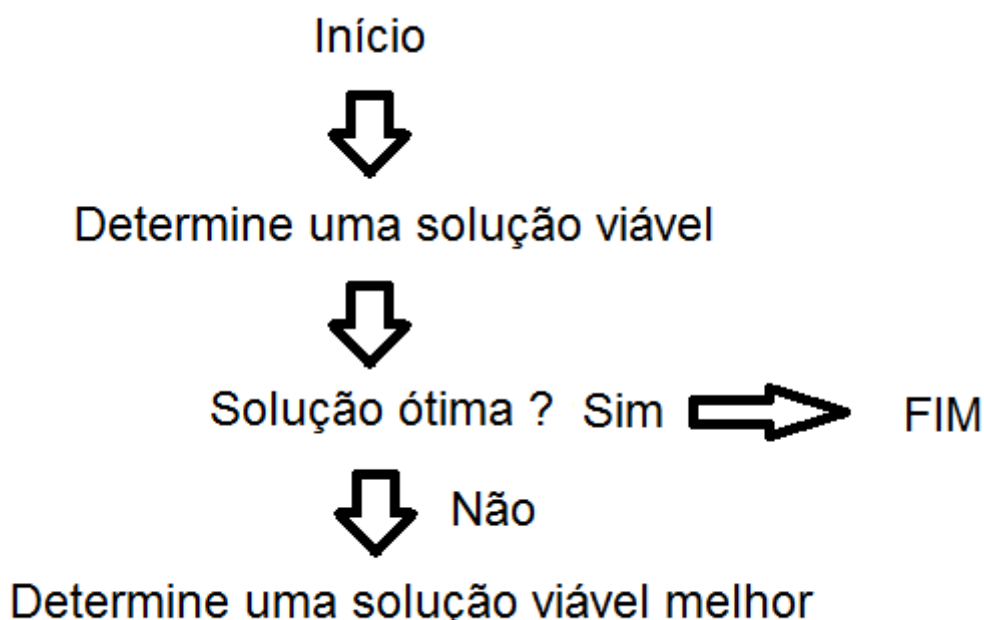 Início
Determine uma solução viável
Solução ótima ? Sim FIM
Não
Determine uma solução viável melhor